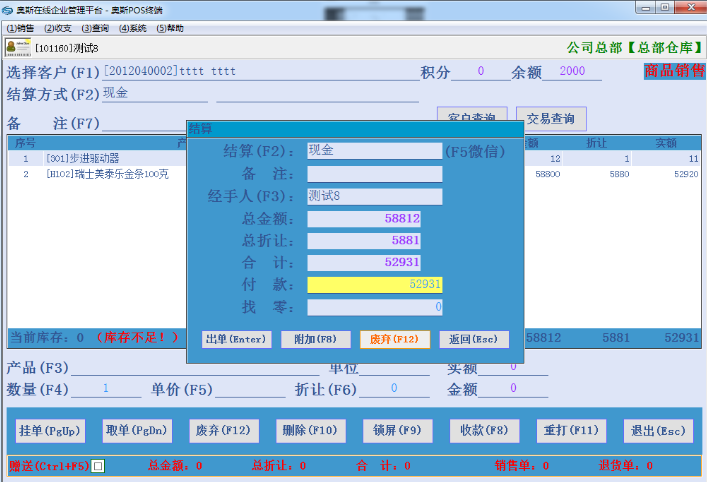 奥斯在线企业管理平台 - 奥斯POS终端
(1)销售 (2)收支 (3)查询 (4)系统 (5)帮助
[101160]测试8 公司总部【总部仓库】
选择客户(F1) [2012040002]tttt tttt 积分 0 余额 2000 商品销售
结算方式(F2) 现金
备 注(F7) 客户查询 交易查询
结算
序号 产 额 折让 实额
1 [301]步进驱动器 12 1 11
2 [H102]瑞士美泰乐金条100克 58800 5880 52920
结算(F2): 现金 (F5微信)
备 注:
经手人(F3): 测试8
总金额: 58812
总折让: 5881
合 计: 52931
付 款: 52931
找 零: 0
出单(Enter) 附加(F8) 废弃(F12) 返回(Esc)
当前库存: 0 (库存不足!) 58812 5881 52931
产品(F3) 单位 实额 0
数量(F4) 1 单价(F5) 折让(F6) 0 金额 0
挂单(PgUp) 取单(PgDn) 废弃(F12) 删除(F10) 锁屏(F9) 收款(F8) 重打(F11) 退出(Esc)
赠送(Ctrl+F5) 总金额: 0 总折让: 0 合 计: 0 销售单: 0 退货单: 0